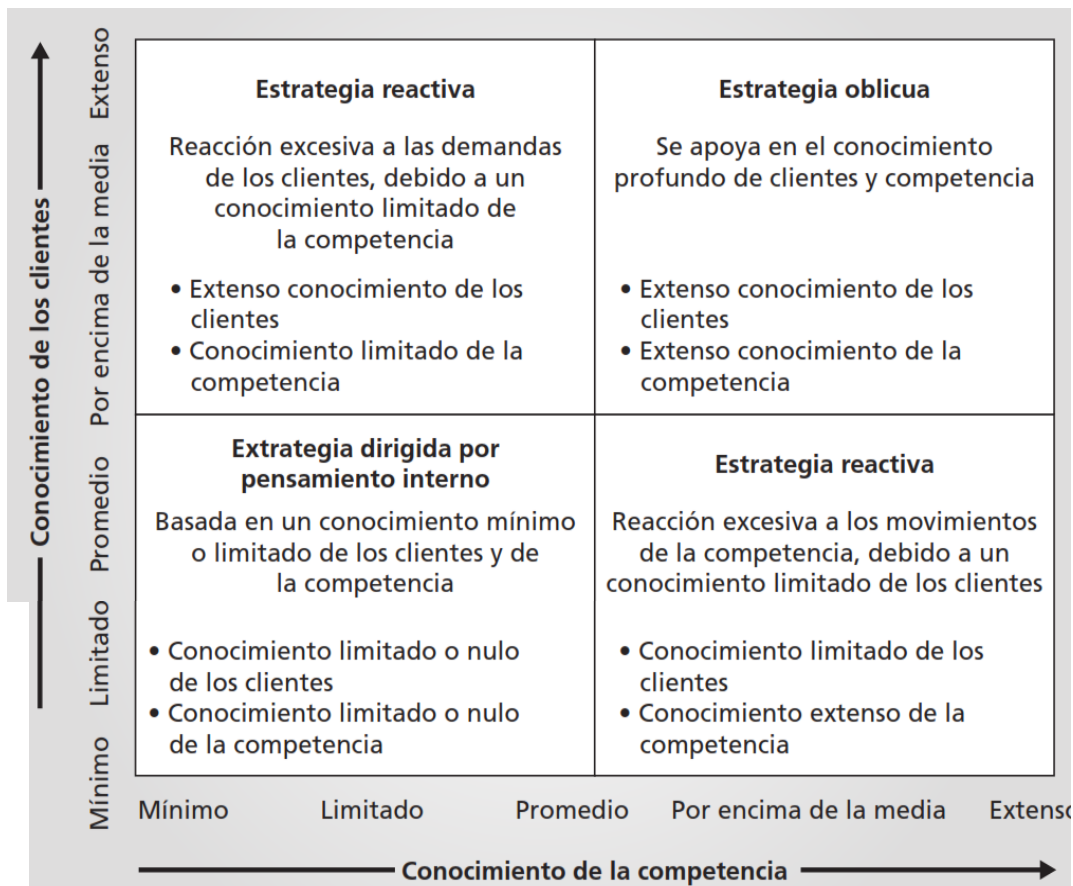 Estrategia reactiva
Reacción excesiva a las demandas
de los clientes, debido a un
conocimiento limitado de
la competencia
• Extenso conocimiento de los
clientes
• Conocimiento limitado de la
competencia
Estrategia oblicua
Se apoya en el conocimiento
profundo de clientes y competencia
• Extenso conocimiento de los
clientes
• Extenso conocimiento de la
competencia
Extrategia dirigida por
pensamiento interno
Basada en un conocimiento mínimo
o limitado de los clientes y de
la competencia
• Conocimiento limitado o nulo
de los clientes
• Conocimiento limitado o nulo
de la competencia
Estrategia reactiva
Reacción excesiva a los movimientos
de la competencia, debido a un
conocimiento limitado de los clientes
• Conocimiento limitado de los
clientes
• Conocimiento extenso de la
competencia
Conocimiento de los clientes
Mínimo Limitado Promedio Por encima de la media Extenso
Mínimo Limitado Promedio Por encima de la media Extenso
Conocimiento de la competencia